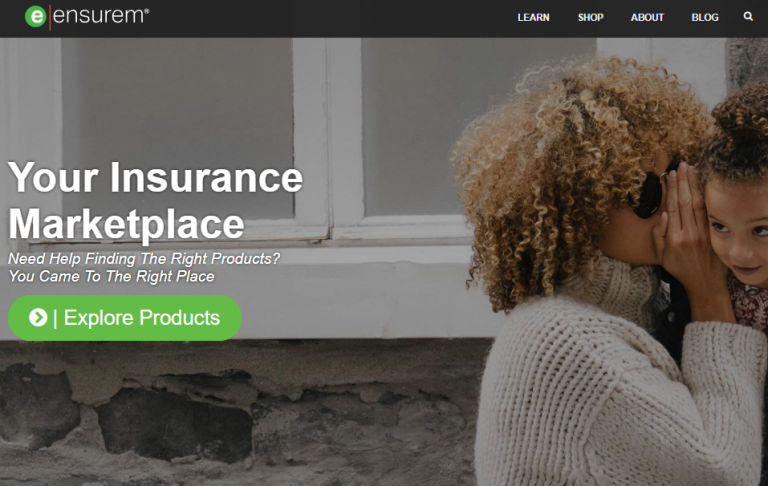 e|ensurem®
LEARN SHOP ABOUT BLOG
Your Insurance
Marketplace
Need Help Finding The Right Products?
You Came To The Right Place
| Explore Products